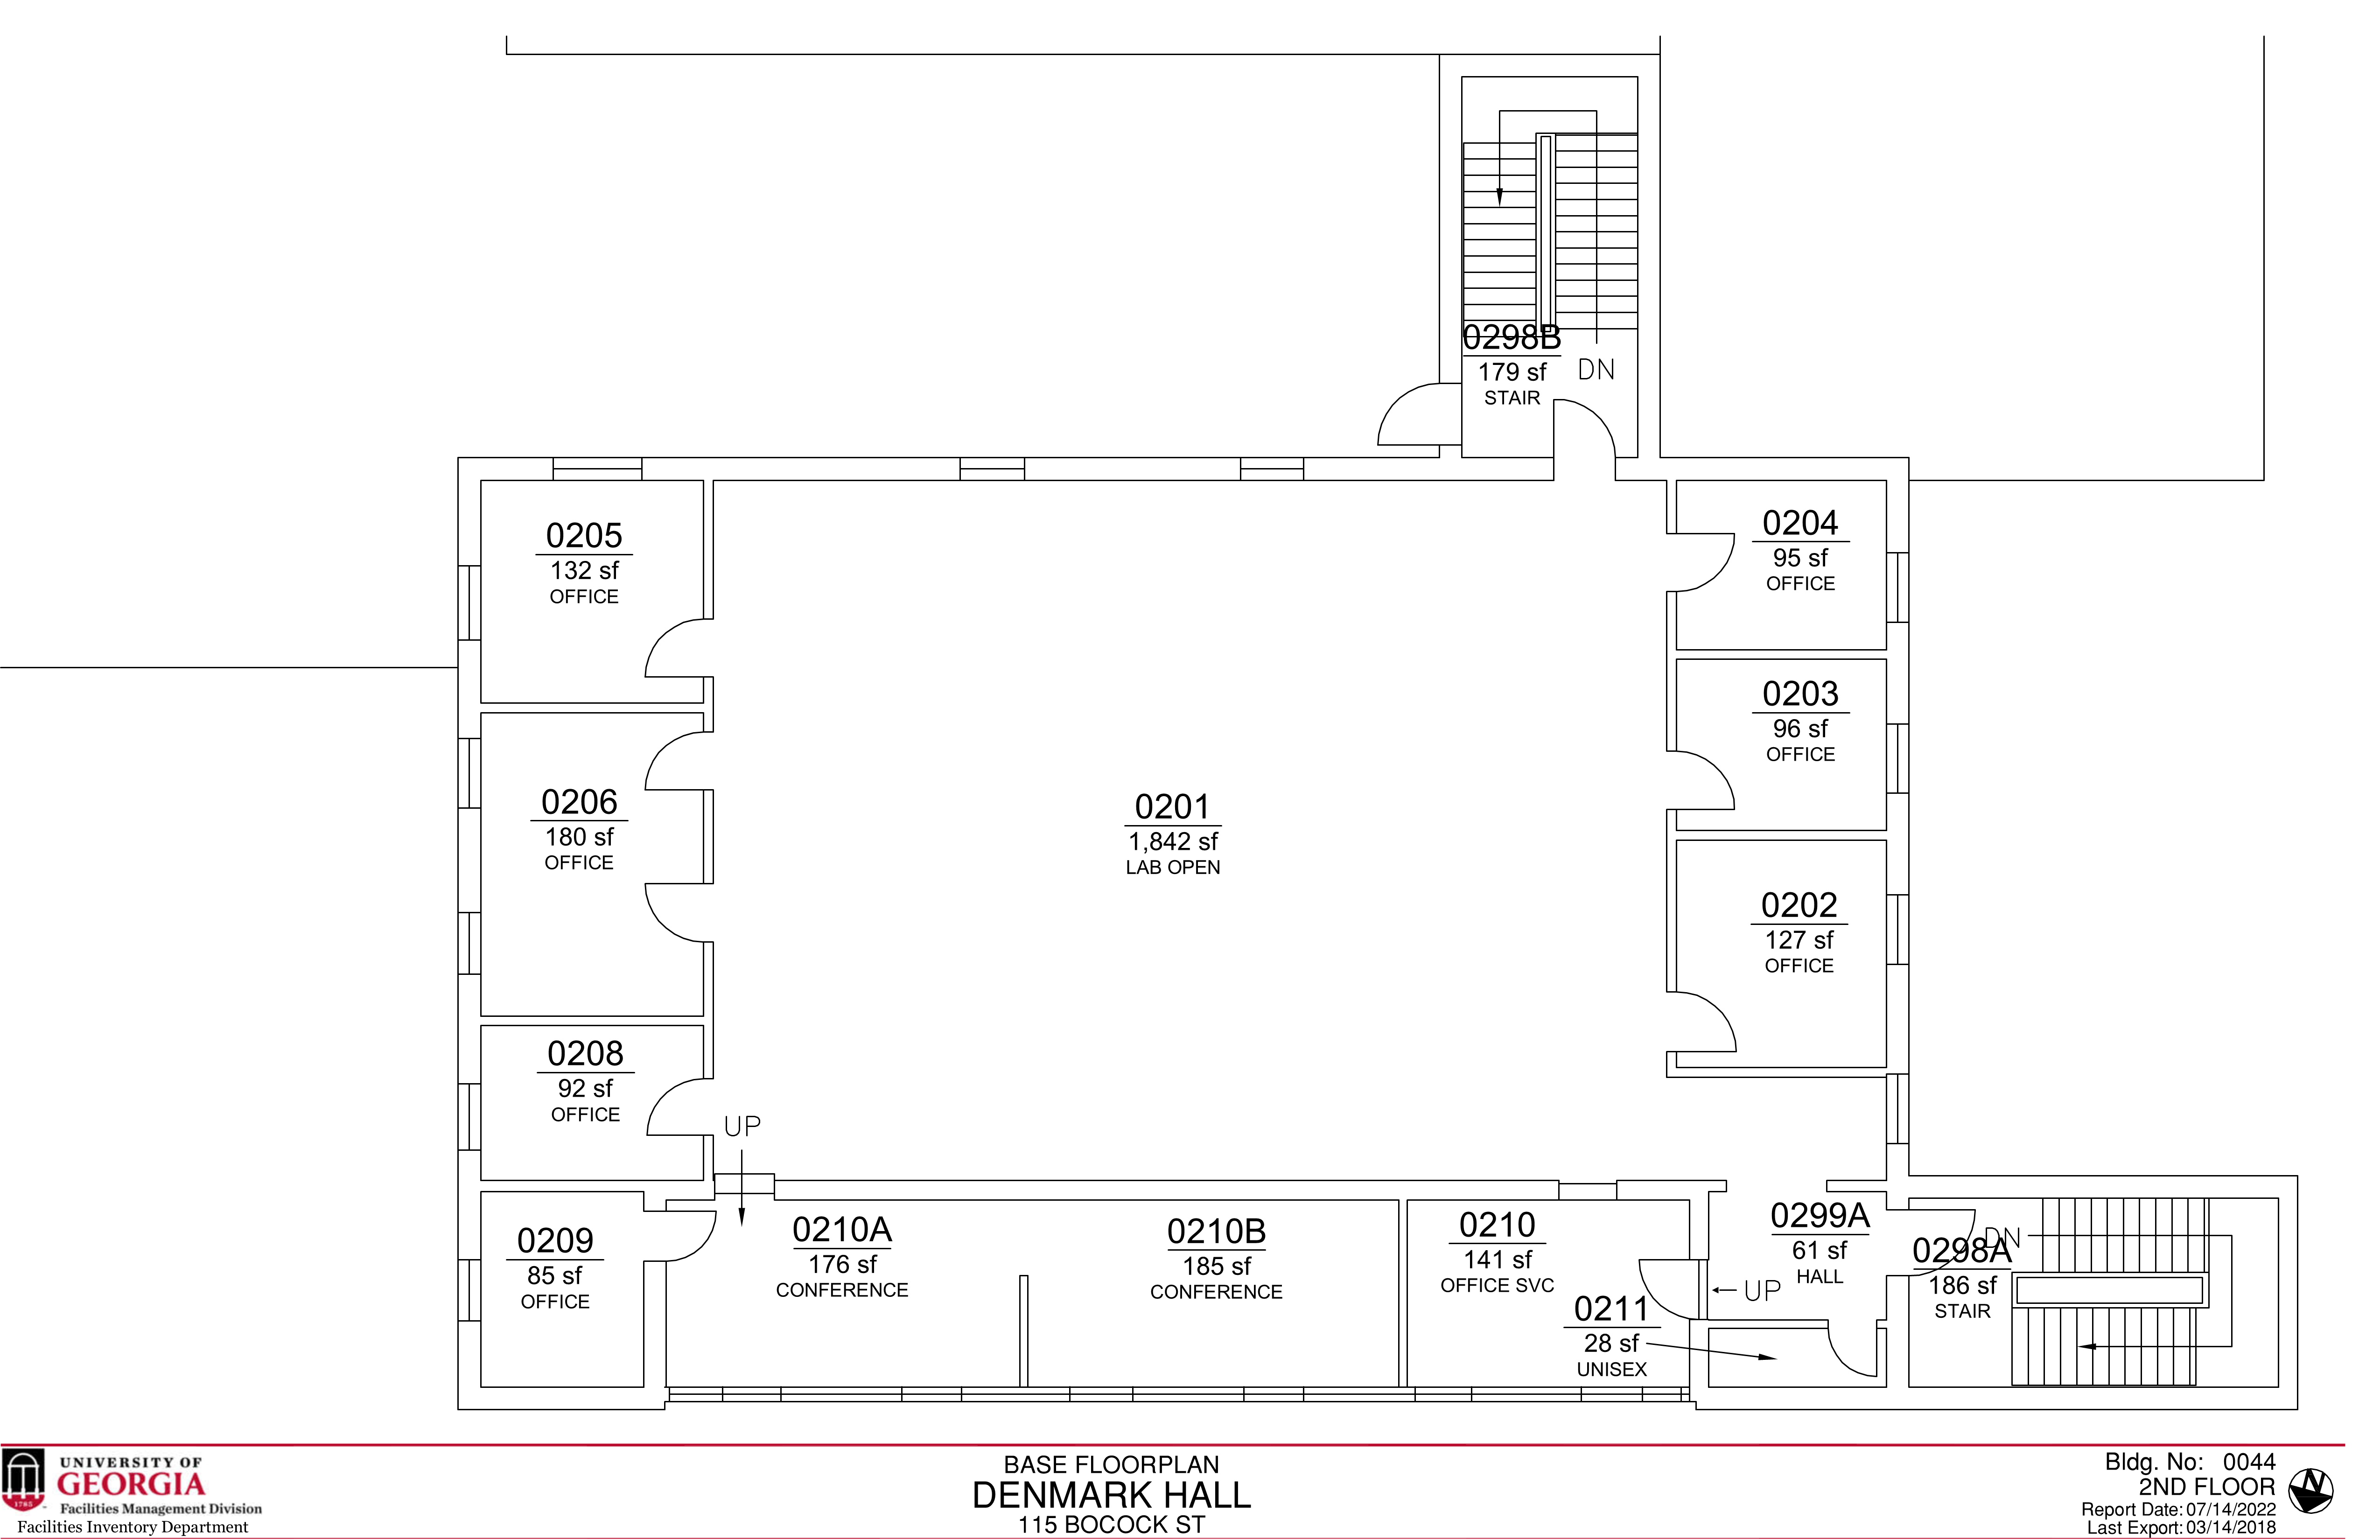 0298B
179 sf
STAIR
DN
0205
132 sf
OFFICE
0204
95 sf
OFFICE
0203
96 sf
OFFICE
0206
180 sf
OFFICE
0201
1,842 sf
LAB OPEN
0202
127 sf
OFFICE
0208
92 sf
OFFICE
UP
0209
85 sf
OFFICE
0210A
176 sf
CONFERENCE
0210B
185 sf
CONFERENCE
0210
141 sf
OFFICE SVC
0211
28 sf
UNISEX
0299A
61 sf
HALL
UP
DN
0298A
186 sf
STAIR
UNIVERSITY OF
GEORGIA
1785
Facilities Management Division
Facilities Inventory Department
BASE FLOORPLAN
DENMARK HALL
115 BOCOCK ST
Bldg. No: 0044
2ND FLOOR
Report Date: 07/14/2022
Last Export: 03/14/2018
N